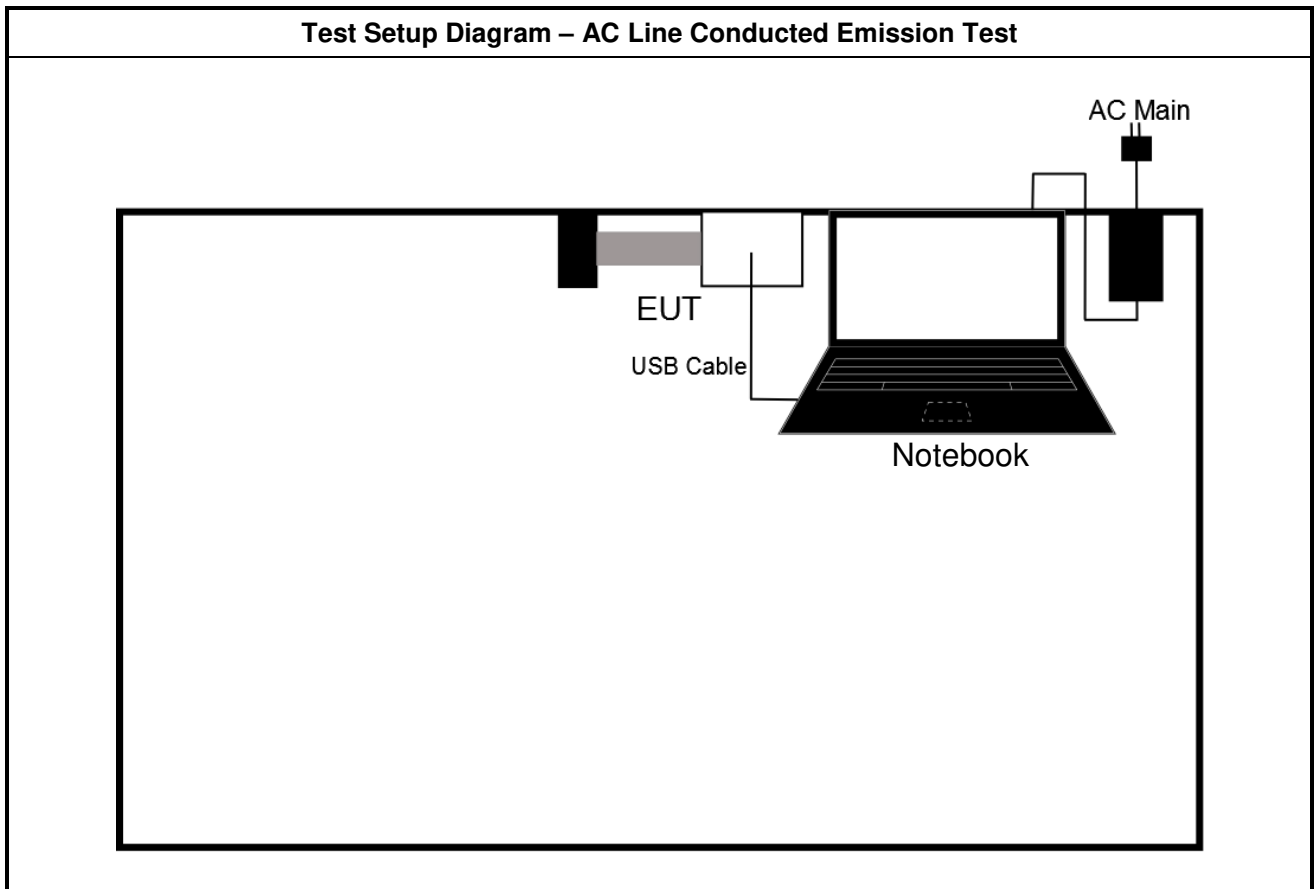 Test Setup Diagram – AC Line Conducted Emission Test
AC Main
EUT
USB Cable
Notebook